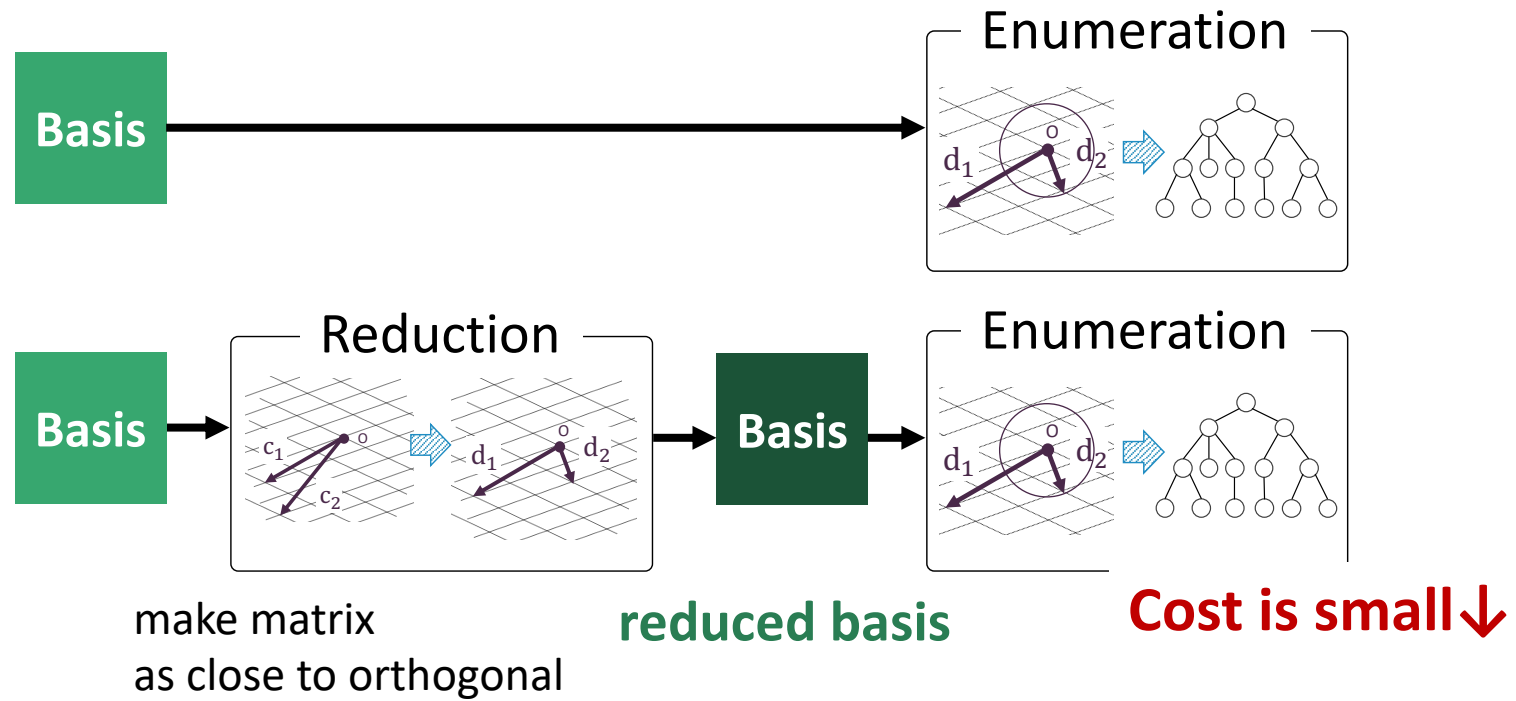 Enumeration
Basis
o
d₁
d₂
Reduction
Enumeration
Basis
c₁
o
c₂
o
d₁
d₂
Basis
o
d₁
d₂
make matrix
as close to orthogonal
reduced basis
Cost is small↓